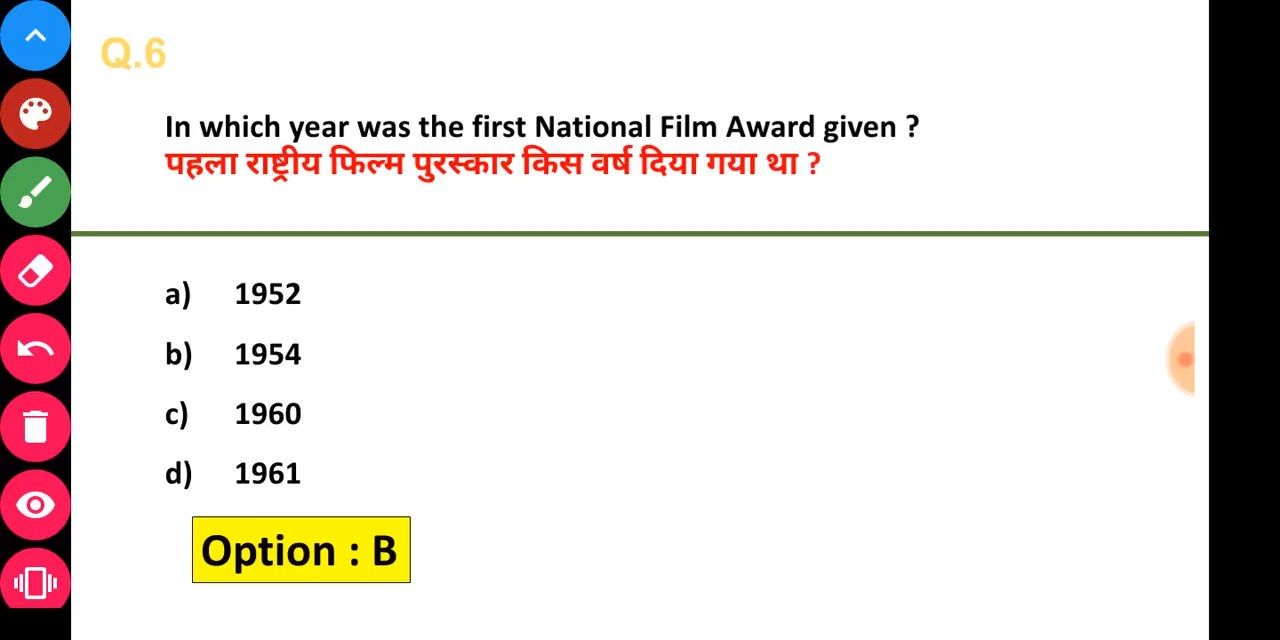 Q.6
In which year was the first National Film Award given ?
पहला राष्ट्रीय फिल्म पुरस्कार किस वर्ष दिया गया था ?
a) 1952
b) 1954
c) 1960
d) 1961
Option : B